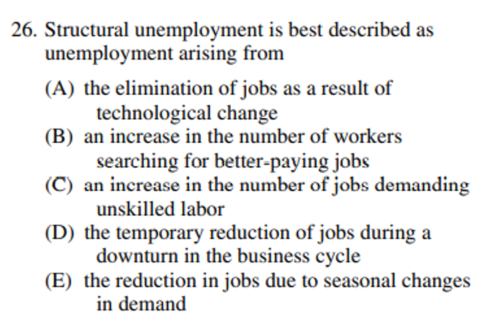 26. Structural unemployment is best described as
unemployment arising from
(A) the elimination of jobs as a result of
technological change
(B) an increase in the number of workers
searching for better-paying jobs
(C) an increase in the number of jobs demanding
unskilled labor
(D) the temporary reduction of jobs during a
downturn in the business cycle
(E) the reduction in jobs due to seasonal changes
in demand